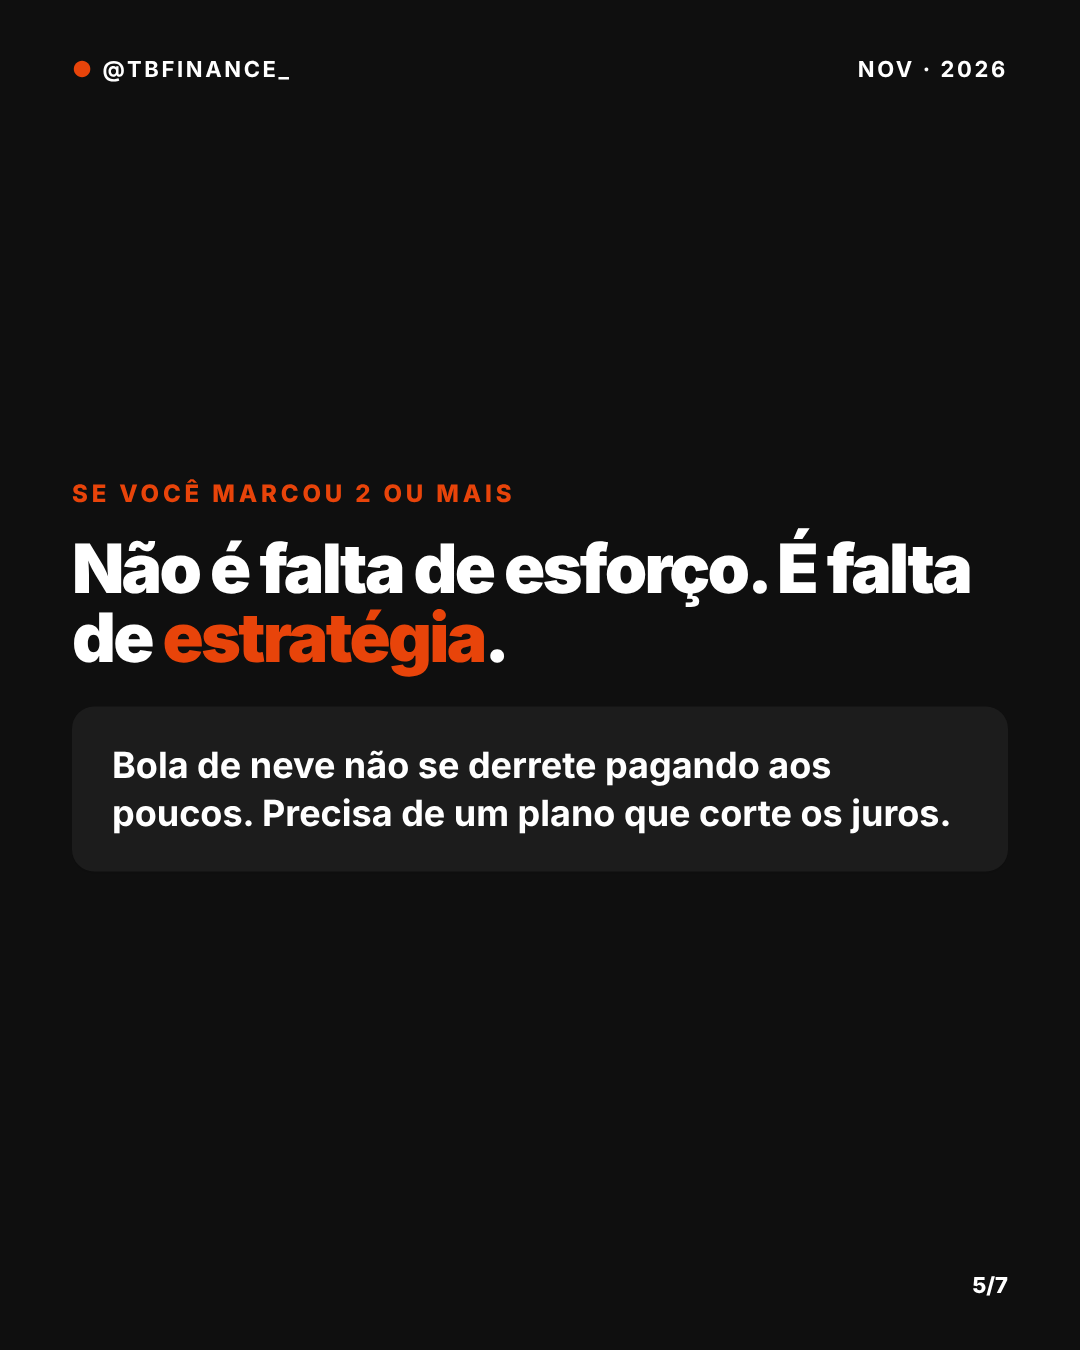 @TBFINANCE_
NOV · 2026
SE VOCÊ MARCOU 2 OU MAIS
Não é falta de esforço. É falta
de estratégia.
Bola de neve não se derrete pagando aos
poucos. Precisa de um plano que corte os juros.
5/7